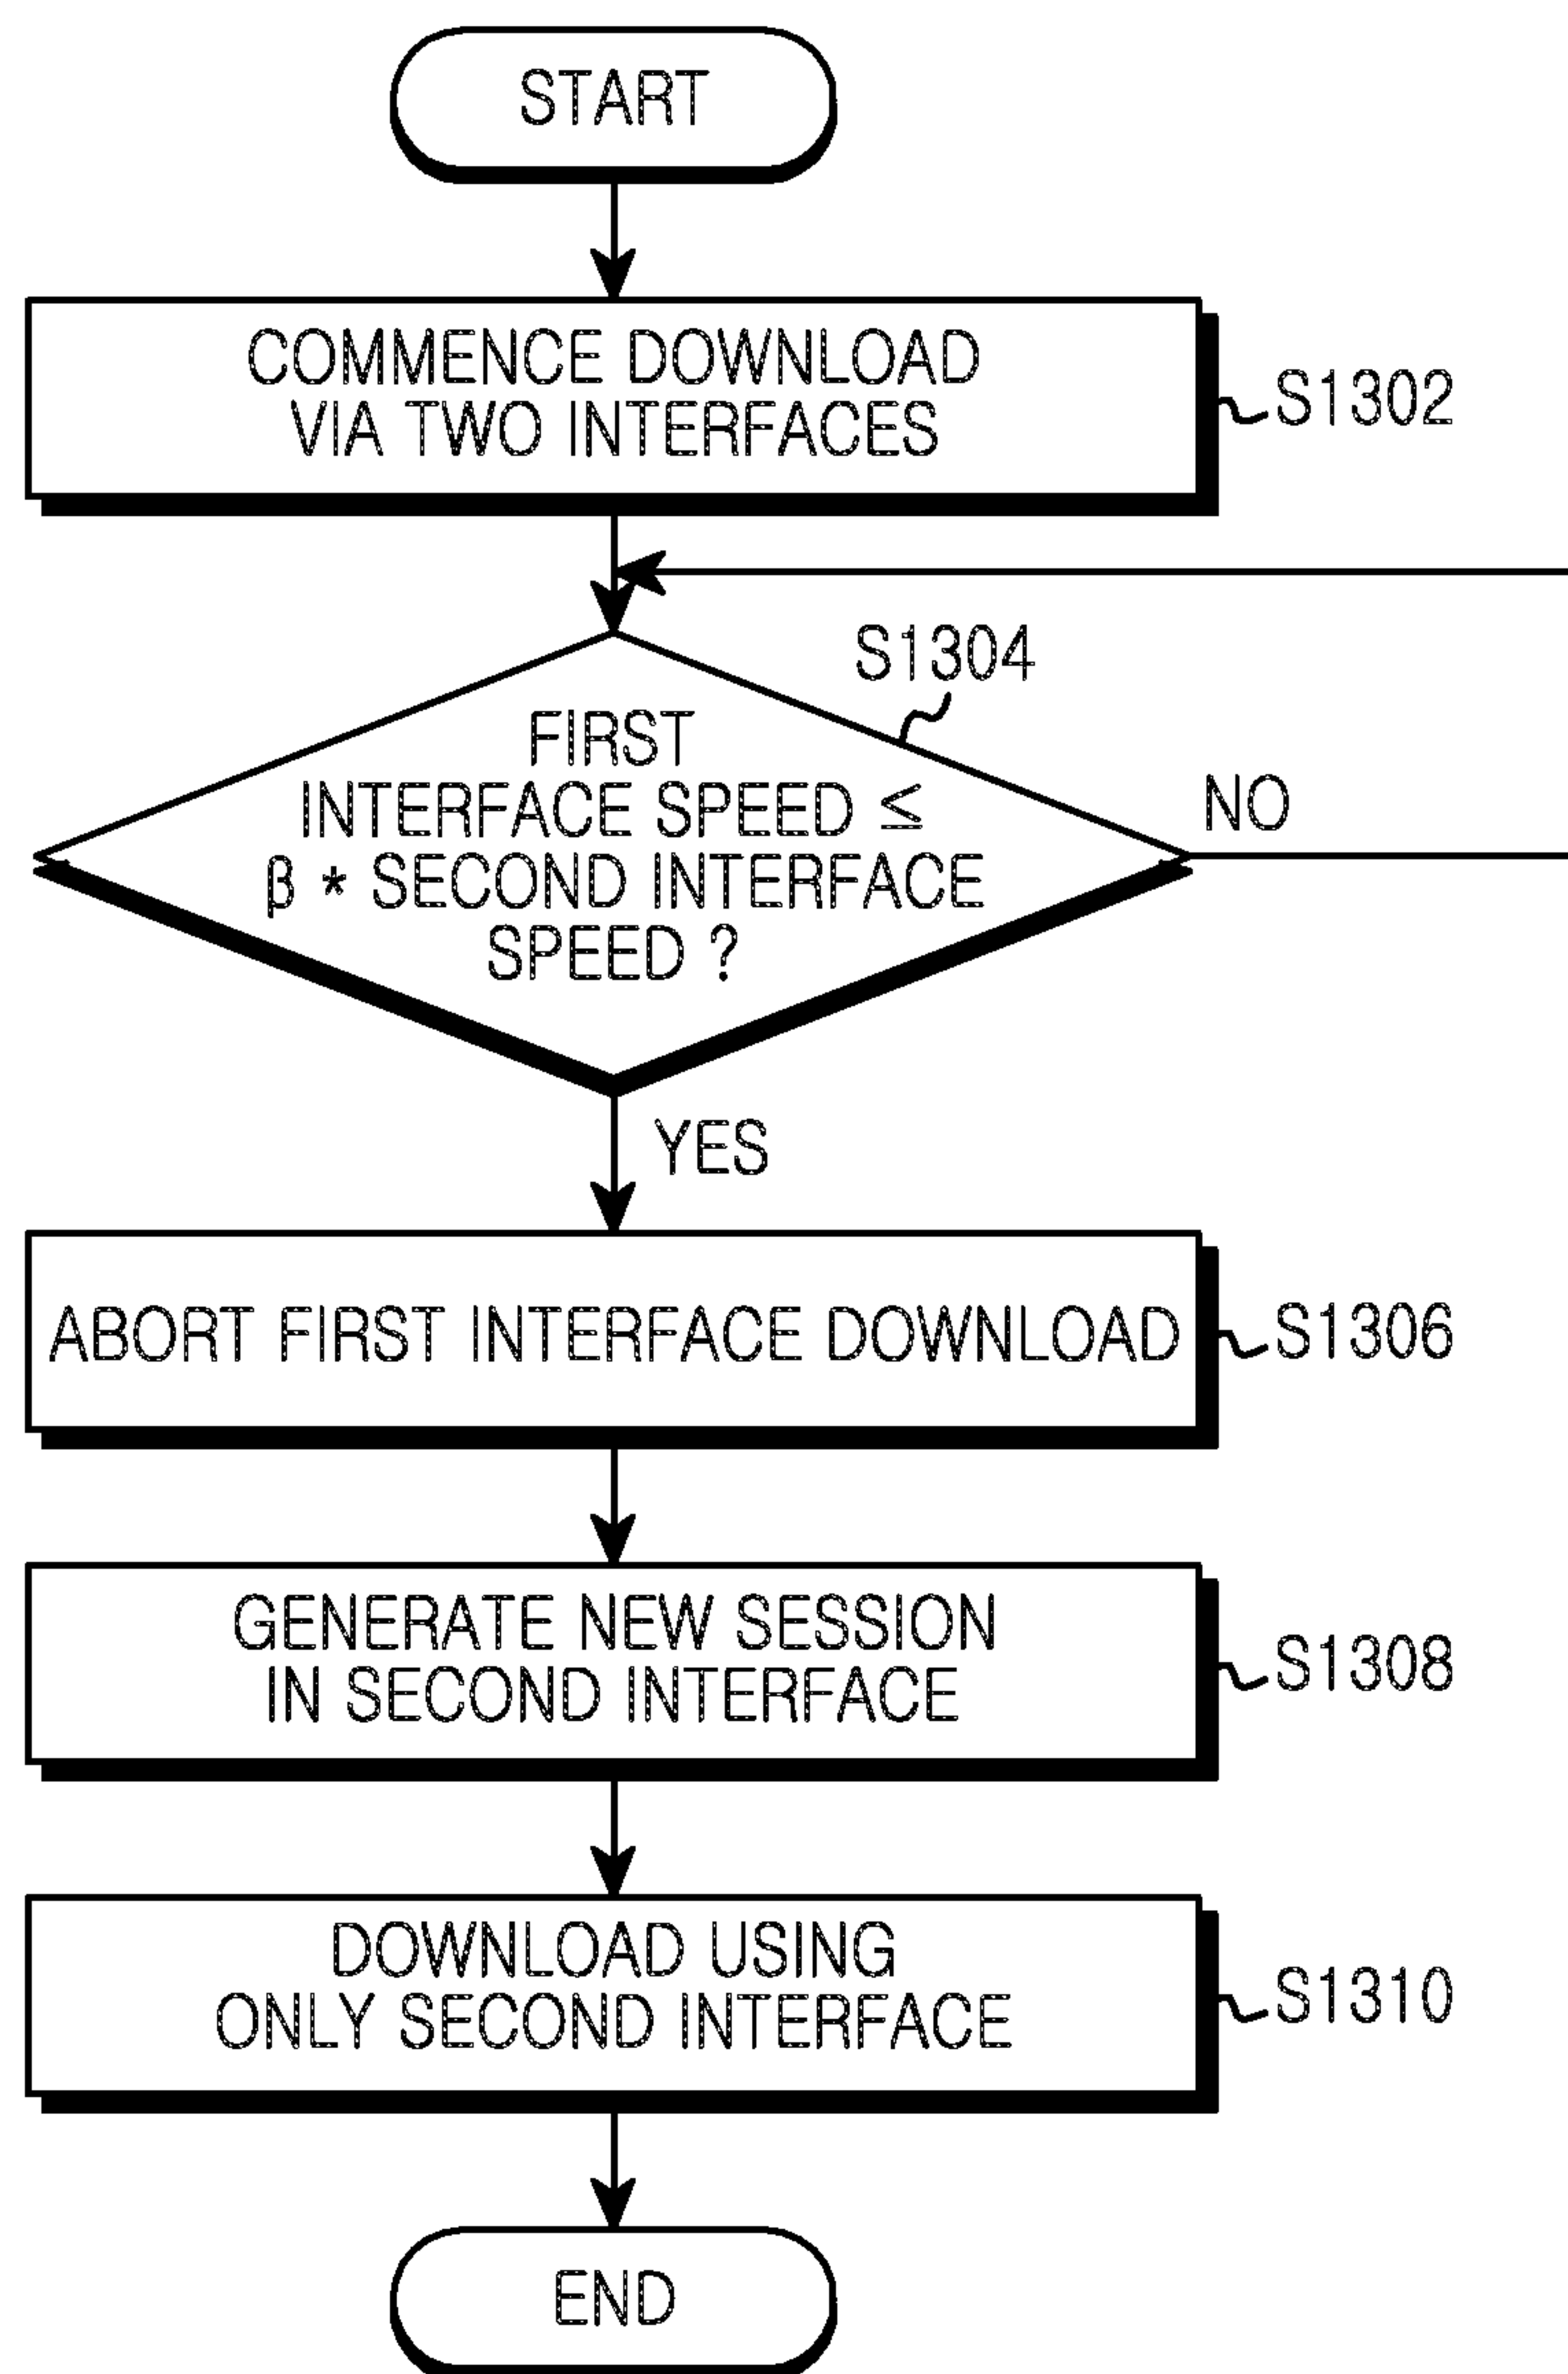 START
COMMENCE DOWNLOAD
VIA TWO INTERFACES
S1302
S1304
FIRST
INTERFACE SPEED ≤
β * SECOND INTERFACE
SPEED ?
NO
YES
ABORT FIRST INTERFACE DOWNLOAD
S1306
GENERATE NEW SESSION
IN SECOND INTERFACE
S1308
DOWNLOAD USING
ONLY SECOND INTERFACE
S1310
END